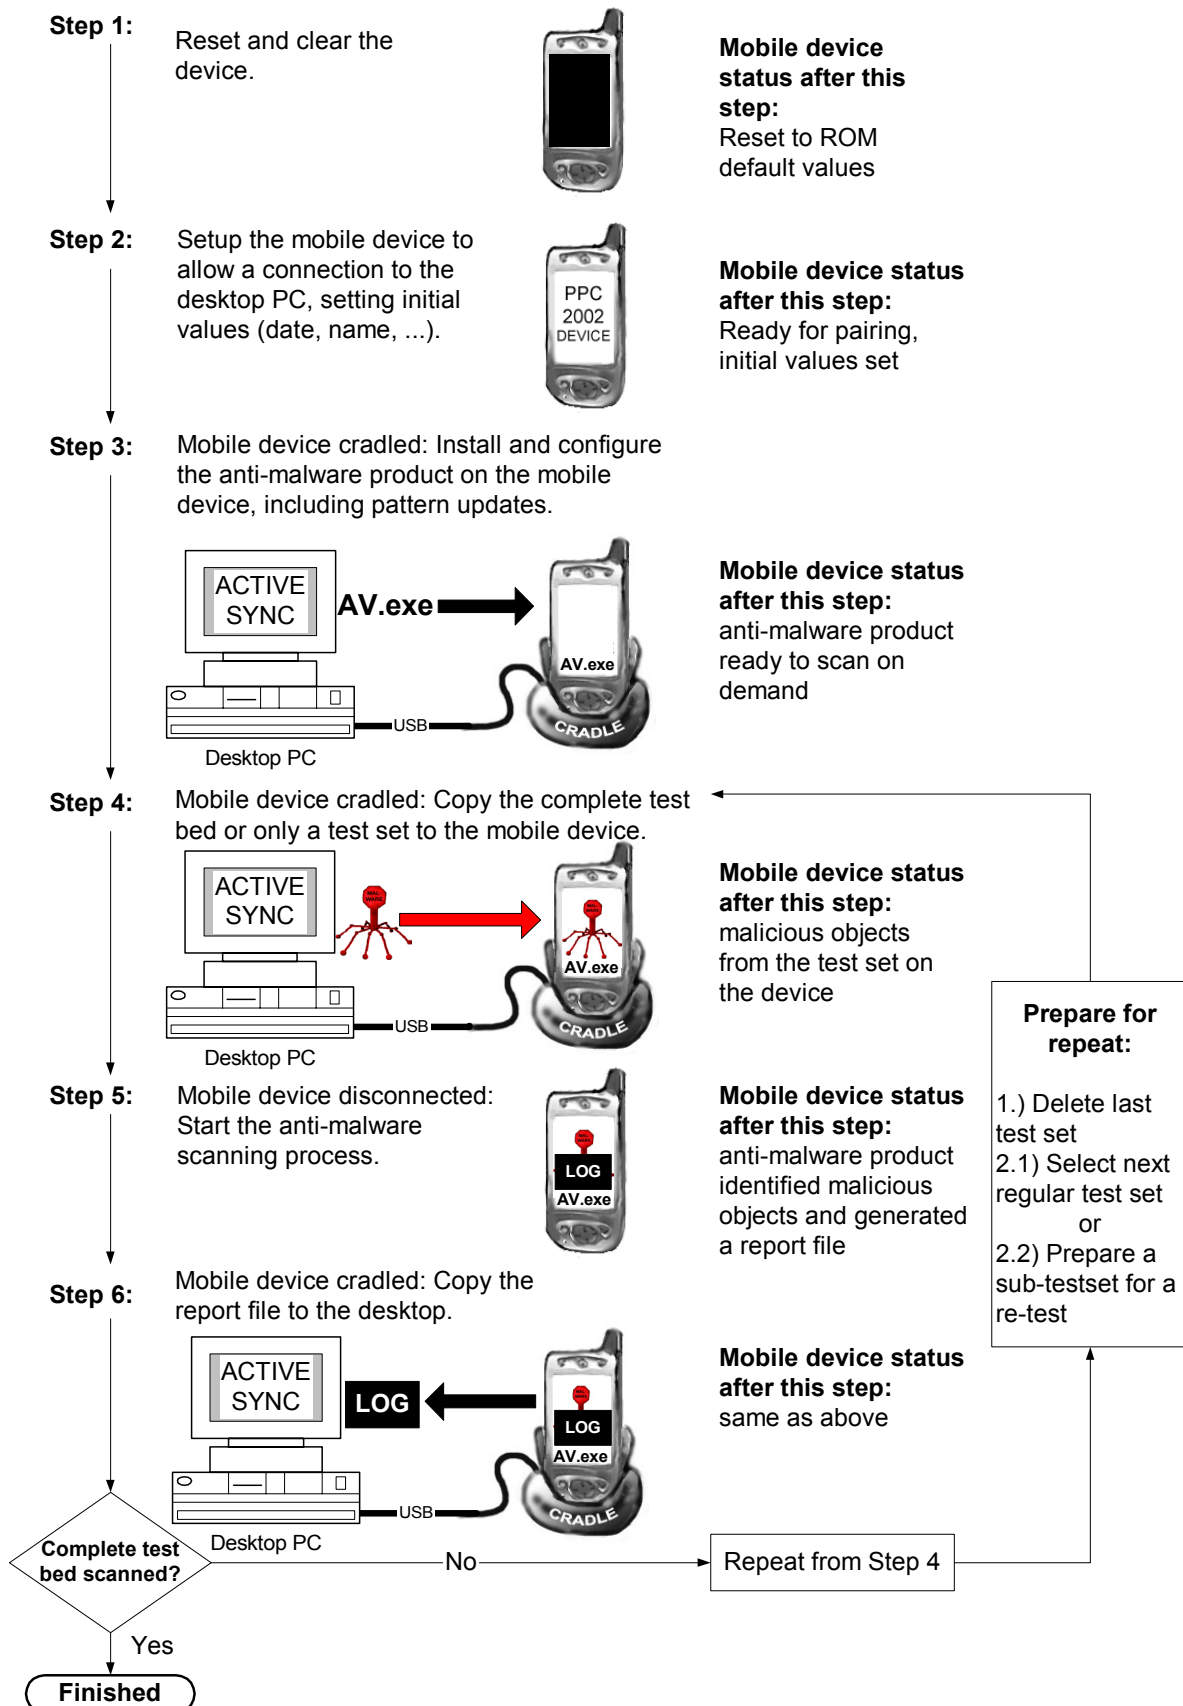 Step 1:
Reset and clear the
device.
Mobile device
status after this
step:
Reset to ROM
default values
Step 2:
Setup the mobile device to
allow a connection to the
desktop PC, setting initial
values (date, name, ...).
PPC
2002
DEVICE
Mobile device status
after this step:
Ready for pairing,
initial values set
Step 3:
Mobile device cradled: Install and configure
the anti-malware product on the mobile
device, including pattern updates.
ACTIVE
SYNC
AV.exe
AV.exe
USB
CRADLE
Desktop PC
Mobile device status
after this step:
anti-malware product
ready to scan on
demand
Step 4:
Mobile device cradled: Copy the complete test
bed or only a test set to the mobile device.
ACTIVE
SYNC
MAL
WARE
MAL
WARE
AV.exe
USB
CRADLE
Desktop PC
Mobile device status
after this step:
malicious objects
from the test set on
the device
Step 5:
Mobile device disconnected:
Start the anti-malware
scanning process.
MAL
WARE
LOG
AV.exe
Mobile device status
after this step:
anti-malware product
identified malicious
objects and generated
a report file
Step 6:
Mobile device cradled: Copy the
report file to the desktop.
ACTIVE
SYNC
LOG
MAL
WARE
LOG
AV.exe
USB
CRADLE
Desktop PC
Mobile device status
after this step:
same as above
Prepare for
repeat:
1.) Delete last
test set
2.1) Select next
regular test set
or
2.2) Prepare a
sub-testset for a
re-test
Complete test
bed scanned?
No
Repeat from Step 4
Yes
Finished